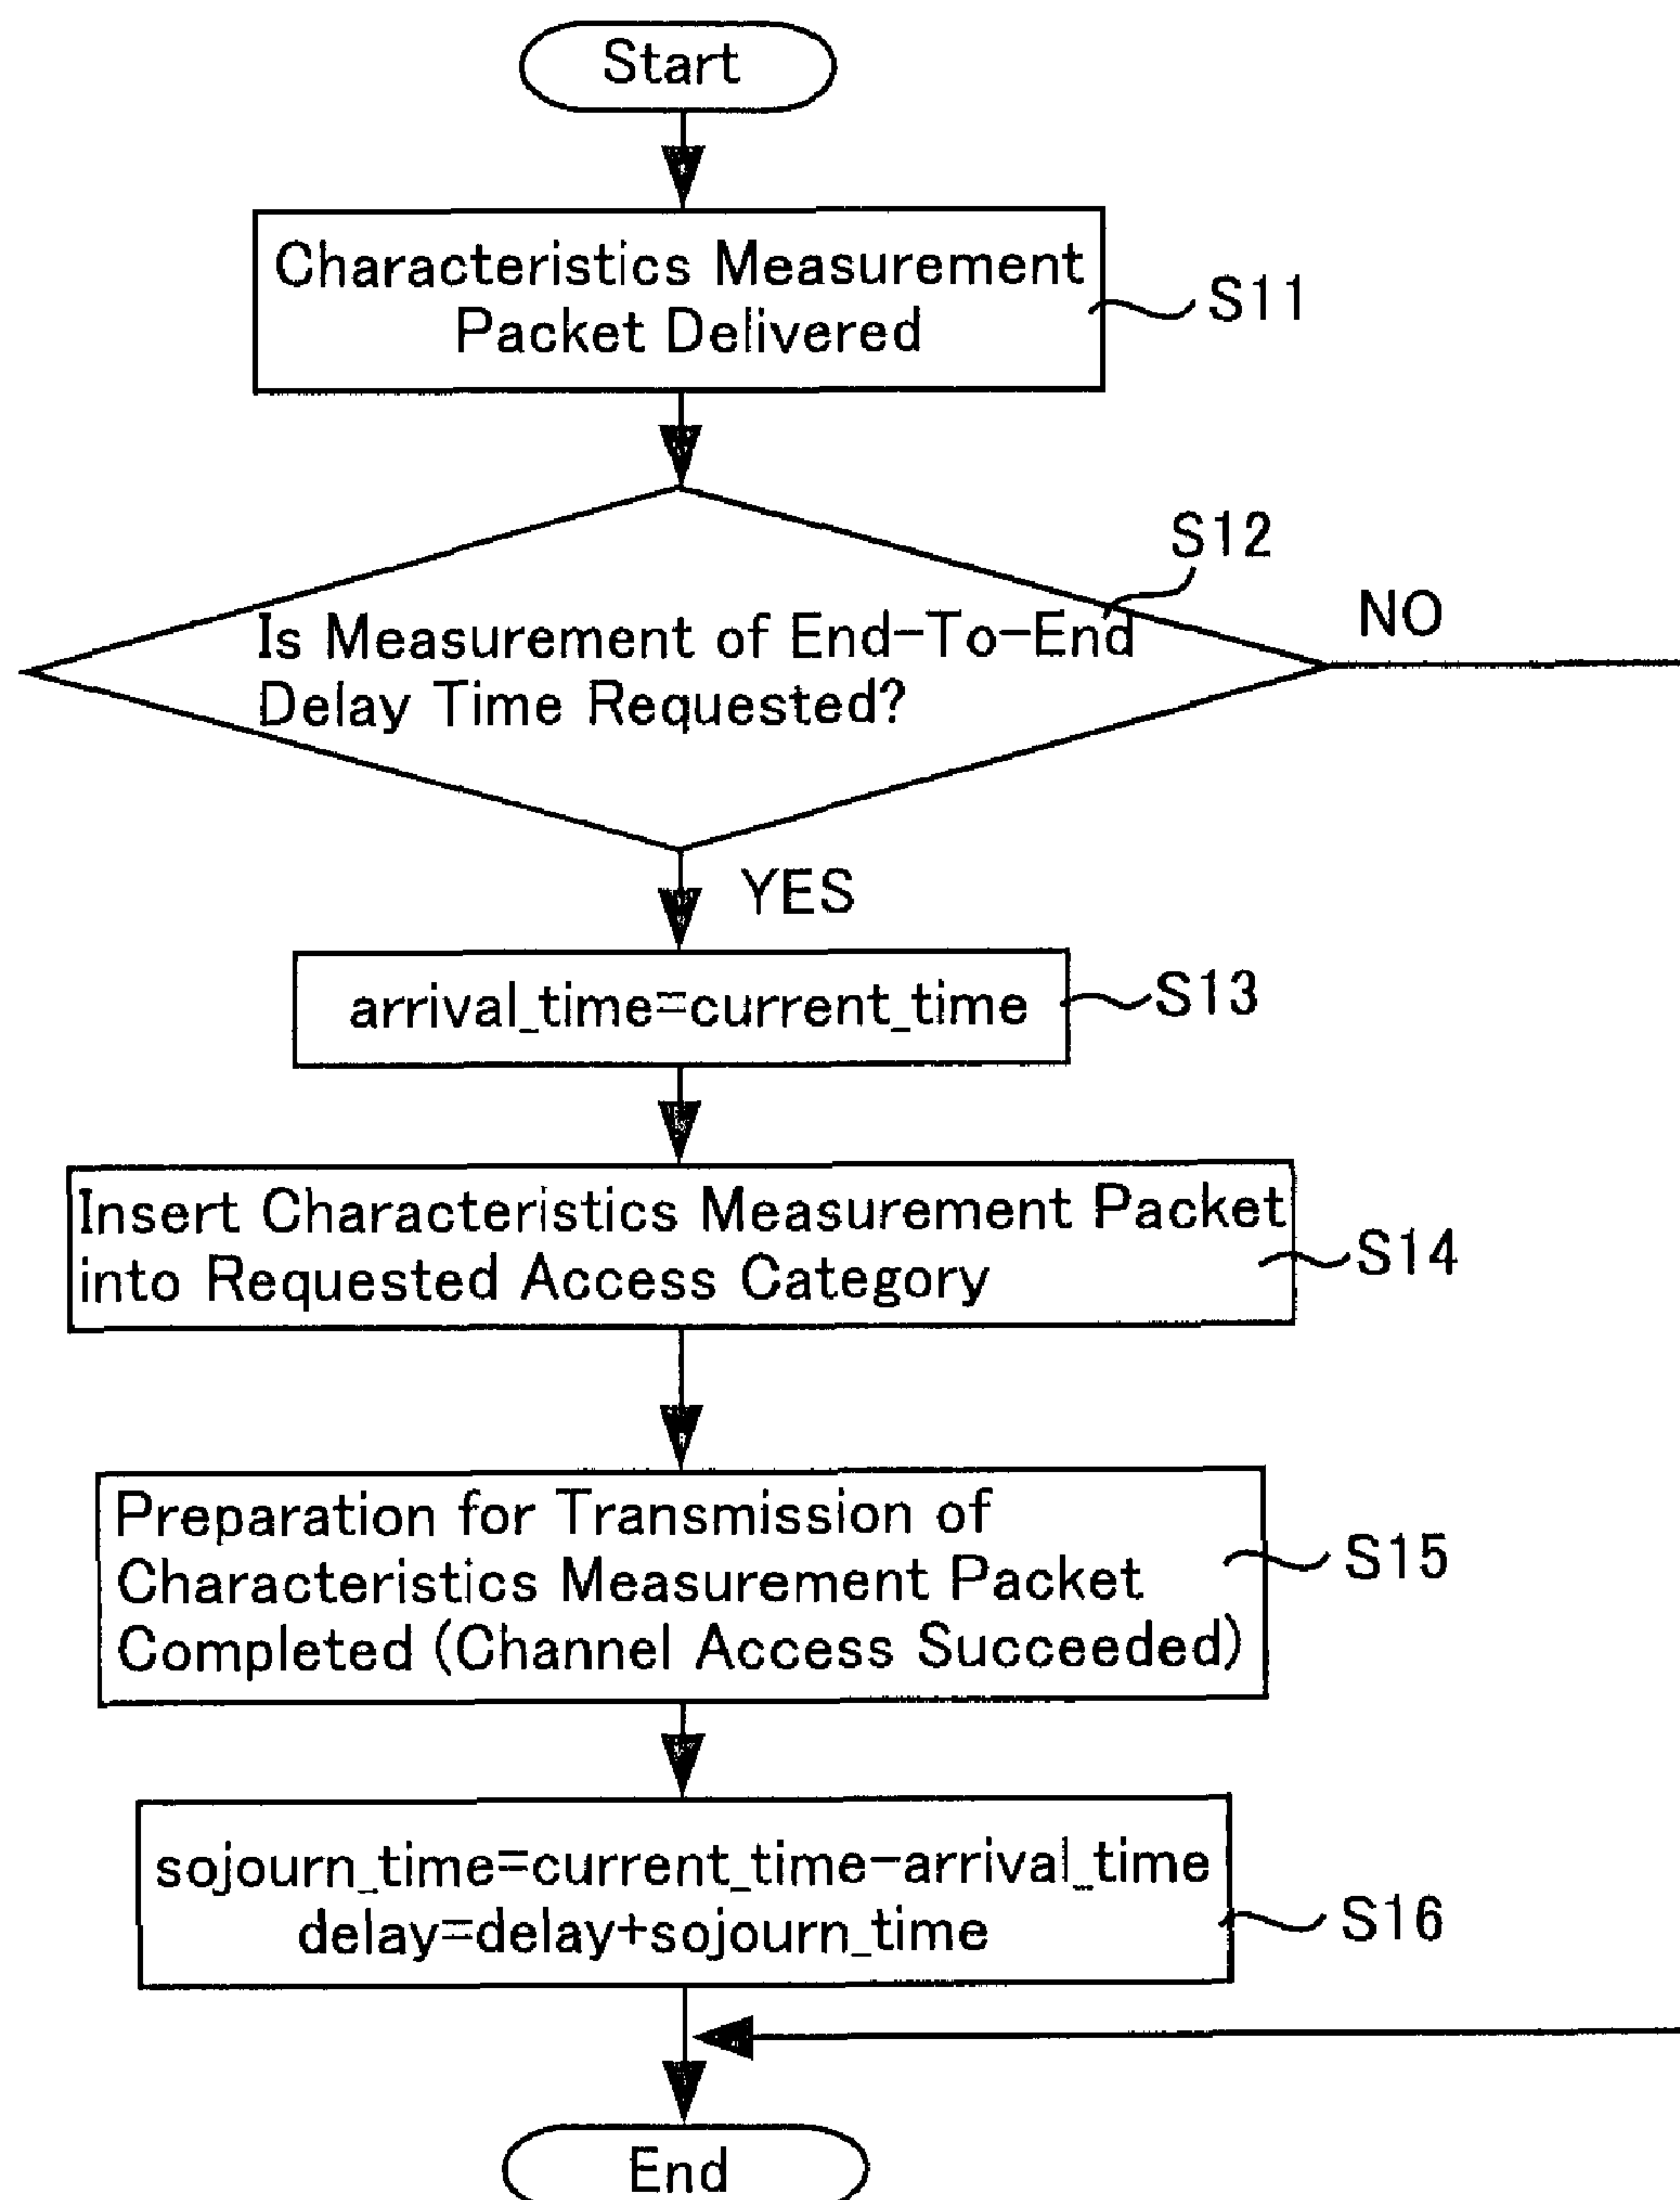 Start
Characteristics Measurement
Packet Delivered
S11
S12
Is Measurement of End-To-End
Delay Time Requested?
NO
YES
arrival_time=current_time
S13
Insert Characteristics Measurement Packet
into Requested Access Category
S14
Preparation for Transmission of
Characteristics Measurement Packet
Completed (Channel Access Succeeded)
S15
sojourn_time=current_time-arrival_time
delay=delay+sojourn_time
S16
End